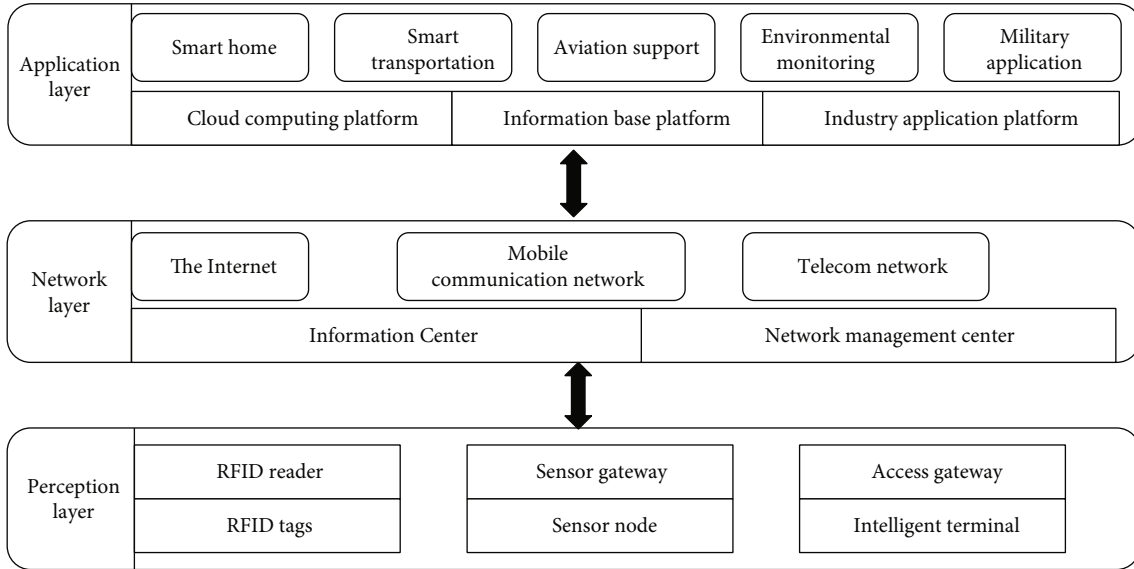 Application
layer
Smart home
Smart
transportation
Aviation support
Environmental
monitoring
Military
application
Cloud computing platform
Information base platform
Industry application platform
Network
layer
The Internet
Mobile
communication network
Telecom network
Information Center
Network management center
Perception
layer
RFID reader
Sensor gateway
Access gateway
RFID tags
Sensor node
Intelligent terminal